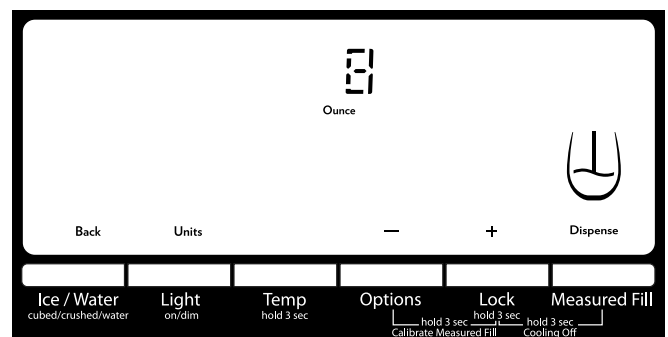 8
Ounce
Back Units — + Dispense
Ice / Water Light Temp Options Lock Measured Fill
cubed/crushed/water on/dim hold 3 sec hold 3 sec
hold 3 sec hold 3 sec
Calibrate Measured Fill Cooling Off